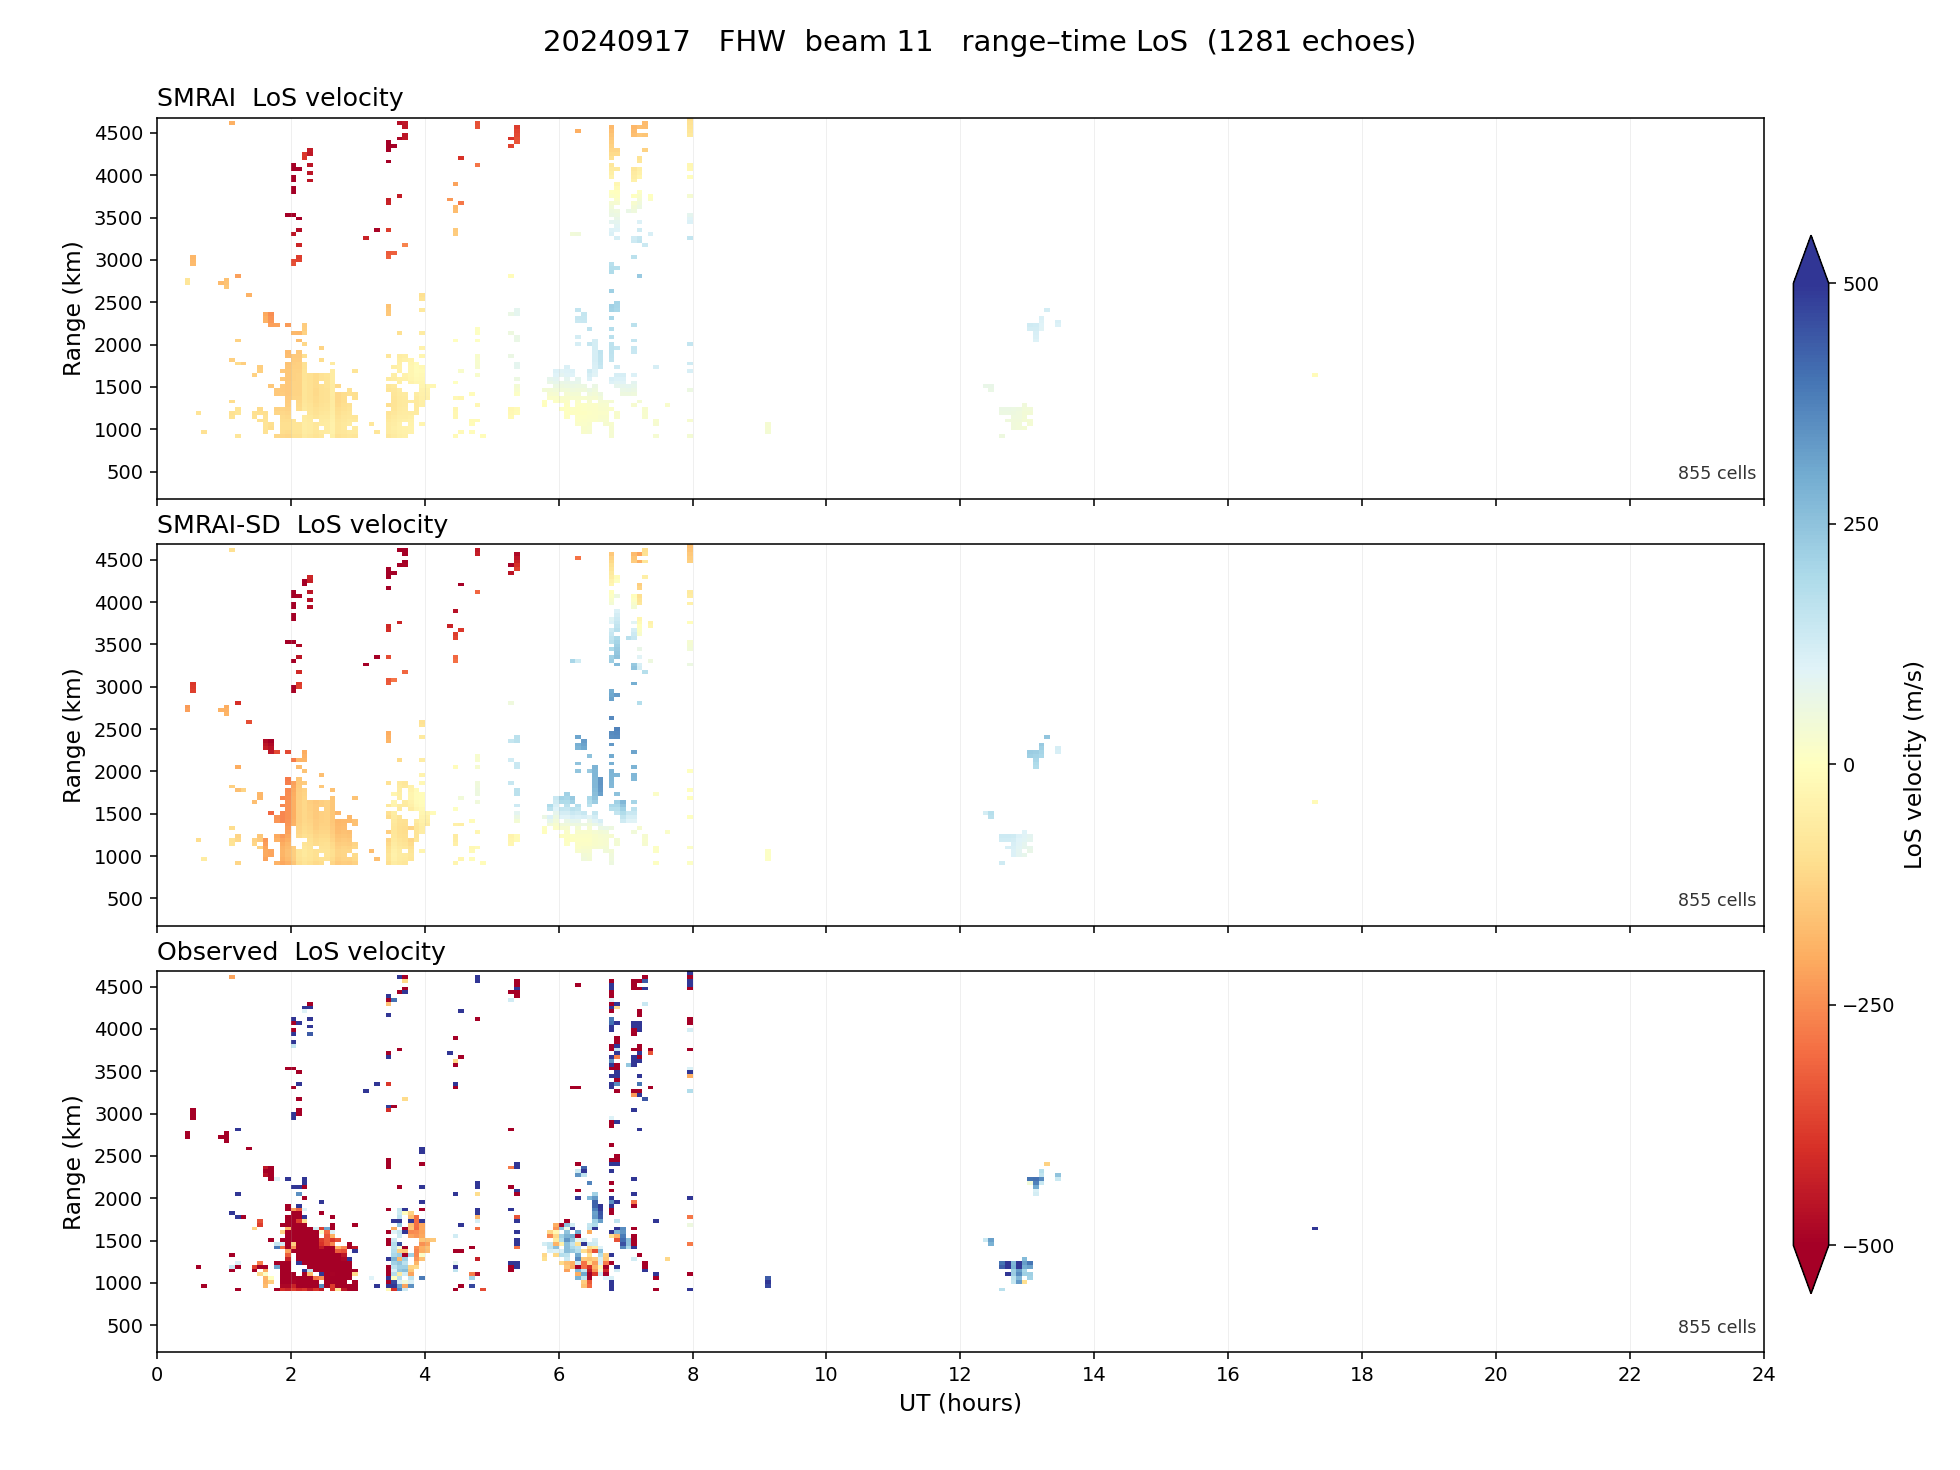 20240917   FHW  beam 11   range–time LoS  (1281 echoes)
SMRAI  LoS velocity
4500
4000
3500
3000
2500
2000
1500
1000
500
Range (km)
855 cells
SMRAI-SD  LoS velocity
4500
4000
3500
3000
2500
2000
1500
1000
500
Range (km)
855 cells
Observed  LoS velocity
4500
4000
3500
3000
2500
2000
1500
1000
500
Range (km)
855 cells
0 2 4 6 8 10 12 14 16 18 20 22 24
UT (hours)
500
250
0
−250
−500
LoS velocity (m/s)